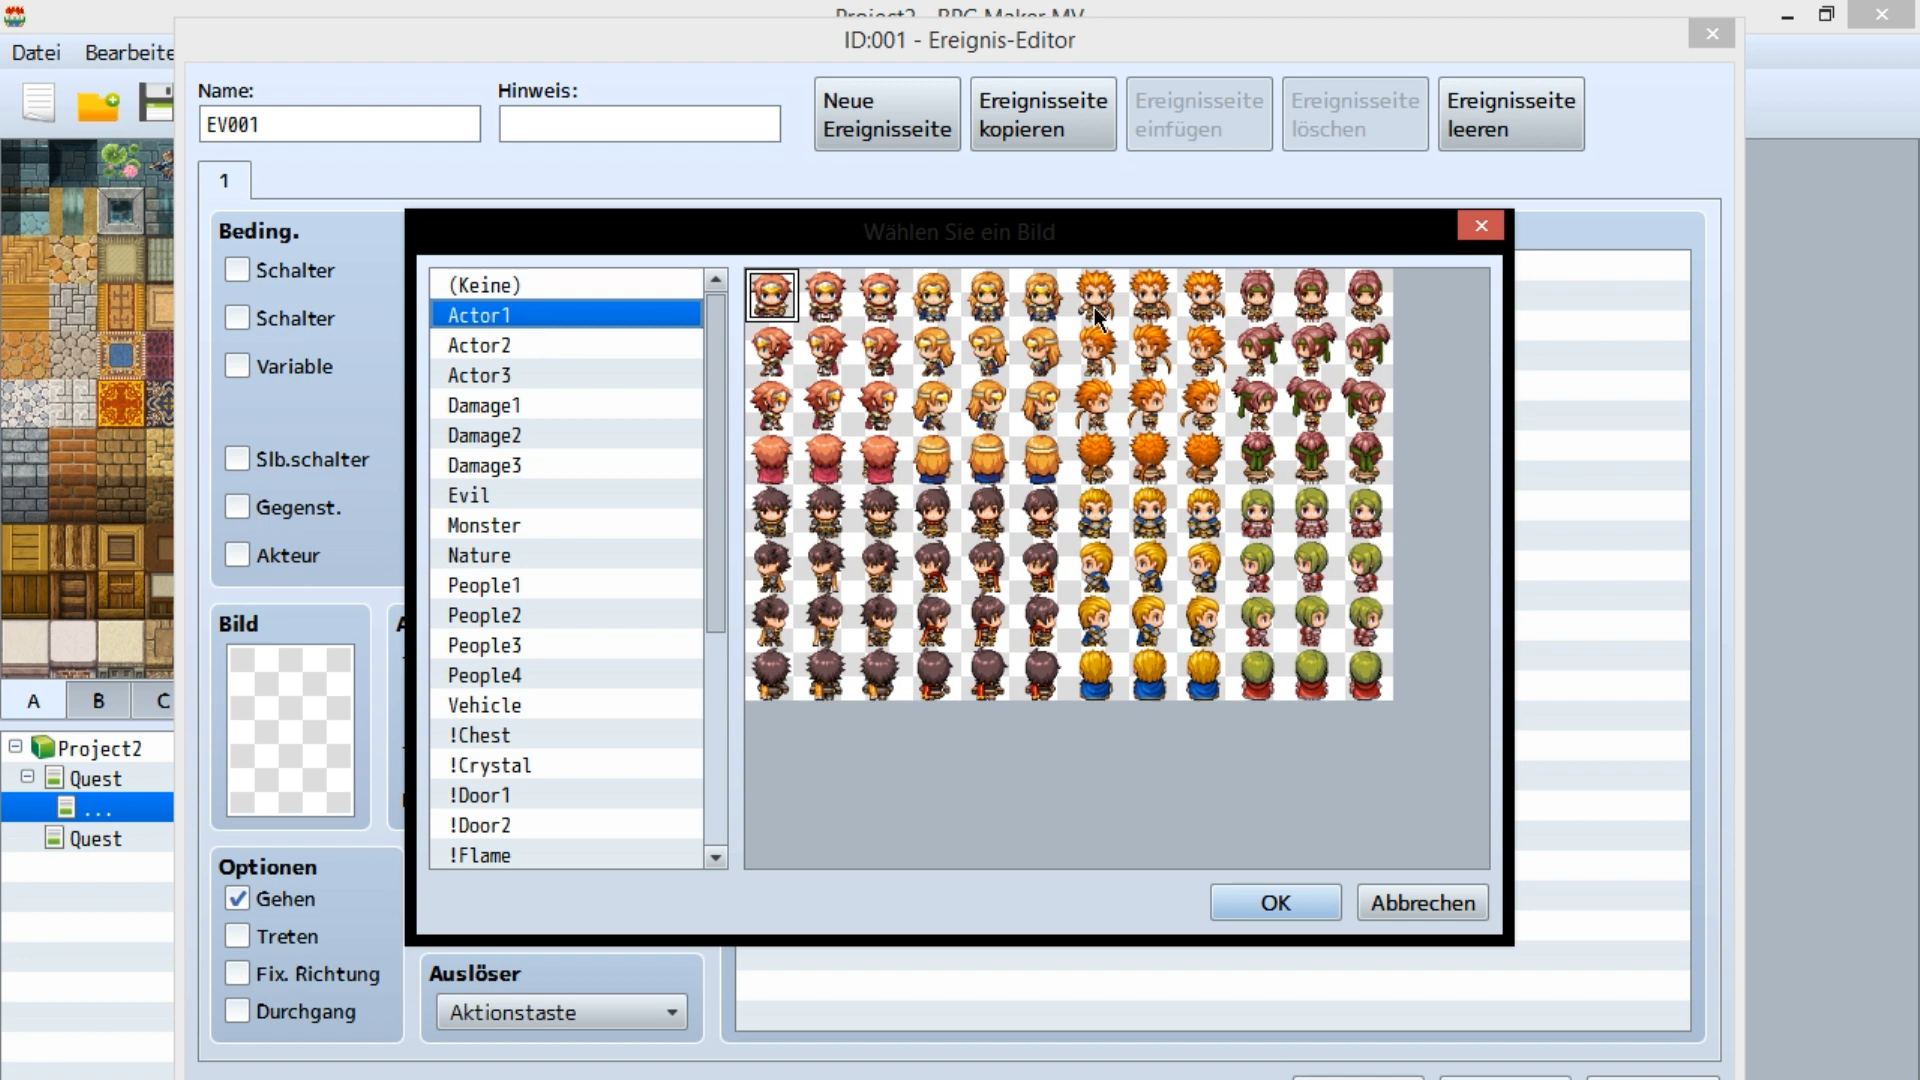 Project2 - RPG Maker MV
Datei Bearbeite
ID:001 - Ereignis-Editor
Name:
EV001
Hinweis:
Neue
Ereignisseite
Ereignisseite
kopieren
Ereignisseite
einfügen
Ereignisseite
löschen
Ereignisseite
leeren
1
Beding.
Schalter
Schalter
Variable
Slb.schalter
Gegenst.
Akteur
Bild
A
Optionen
Gehen
Treten
Fix. Richtung
Durchgang
Auslöser
Aktionstaste
Wählen Sie ein Bild
(Keine)
Actor1
Actor2
Actor3
Damage1
Damage2
Damage3
Evil
Monster
Nature
People1
People2
People3
People4
Vehicle
!Chest
!Crystal
!Door1
!Door2
!Flame
OK
Abbrechen
A B C
Project2
Quest
...
Quest